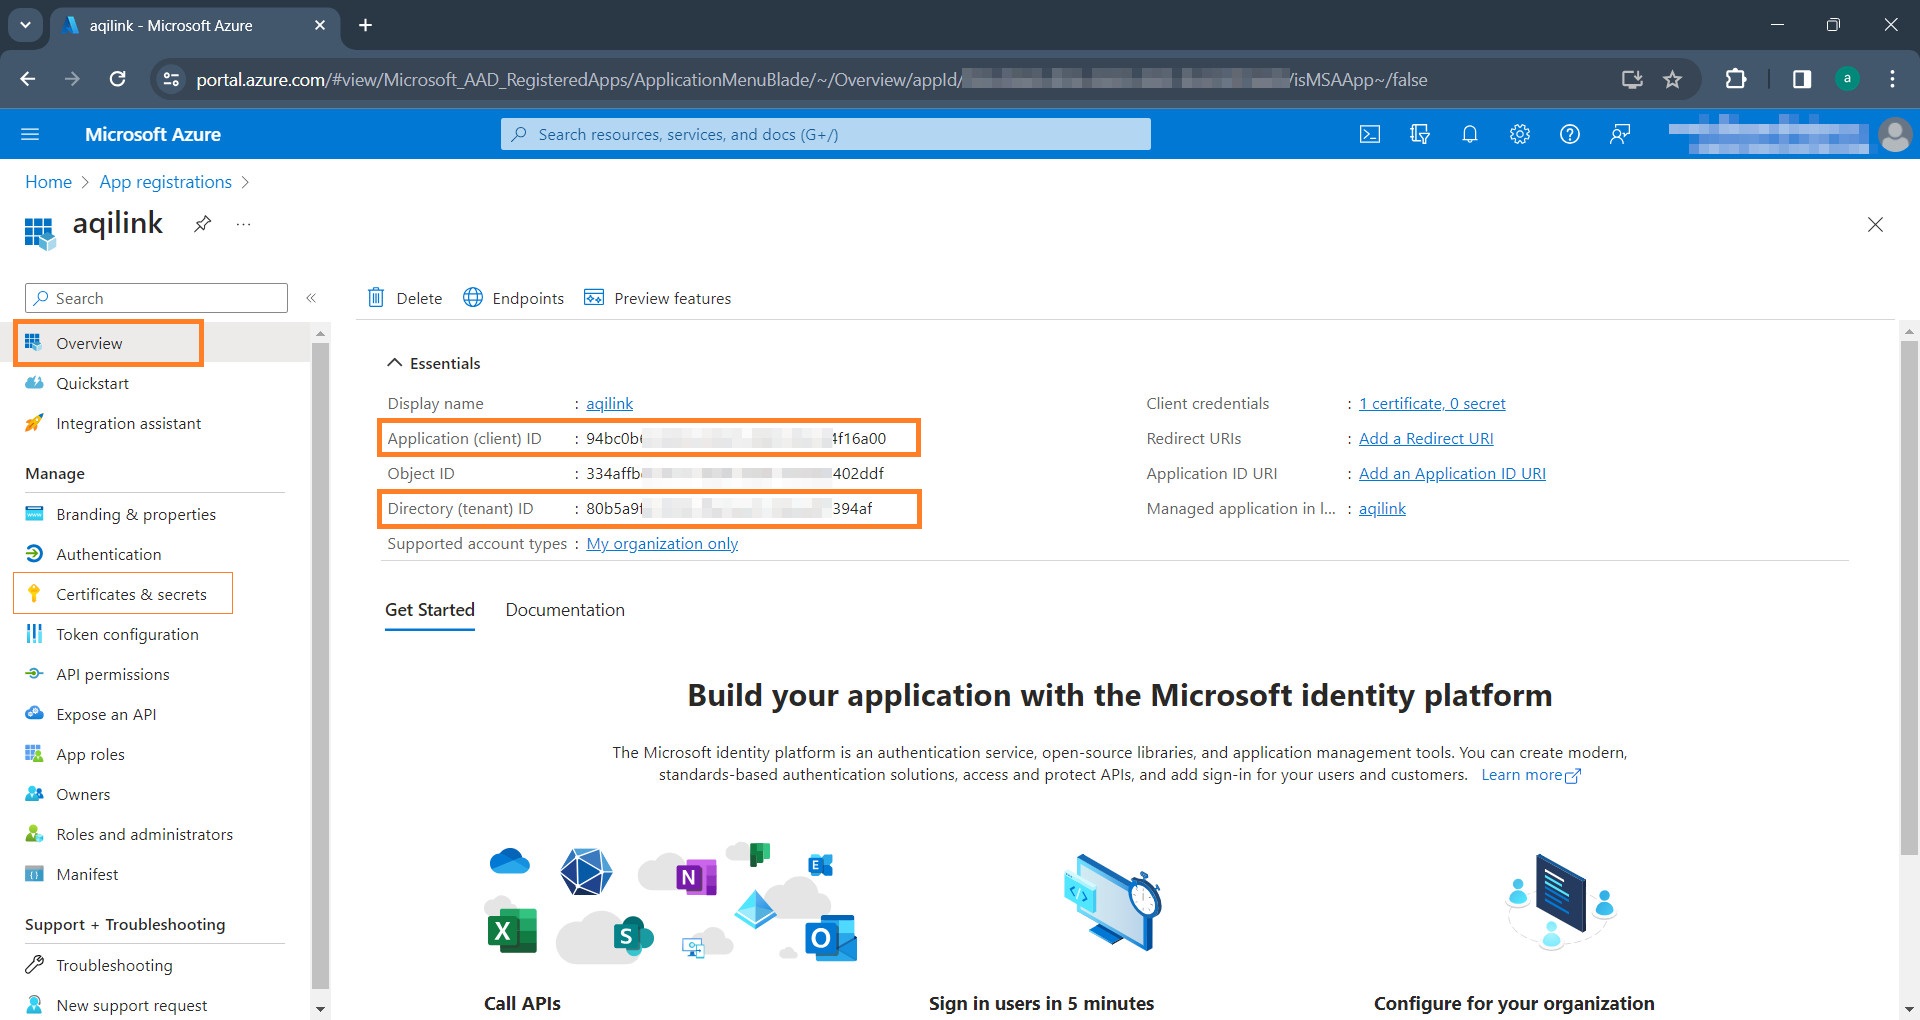 aqilink - Microsoft Azure
portal.azure.com/#view/Microsoft_AAD_RegisteredApps/ApplicationMenuBlade/~/Overview/appId/ /isMSAApp~/false
a
Microsoft Azure
Search resources, services, and docs (G+/)
Home > App registrations >
aqilink
Search
Delete
Endpoints
Preview features
Overview
Quickstart
Integration assistant
Manage
Branding & properties
Authentication
Certificates & secrets
Token configuration
API permissions
Expose an API
App roles
Owners
Roles and administrators
Manifest
Support + Troubleshooting
Troubleshooting
New support request
Essentials
Display name : aqilink
Application (client) ID : 94bc0b 4f16a00
Object ID : 334affb 402ddf
Directory (tenant) ID : 80b5a9f 394af
Supported account types : My organization only
Client credentials : 1 certificate, 0 secret
Redirect URIs : Add a Redirect URI
Application ID URI : Add an Application ID URI
Managed application in l... : aqilink
Get Started
Documentation
Build your application with the Microsoft identity platform
The Microsoft identity platform is an authentication service, open-source libraries, and application management tools. You can create modern,
standards-based authentication solutions, access and protect APIs, and add sign-in for your users and customers. Learn more
N
E
X
S
O
Call APIs
Sign in users in 5 minutes
Configure for your organization